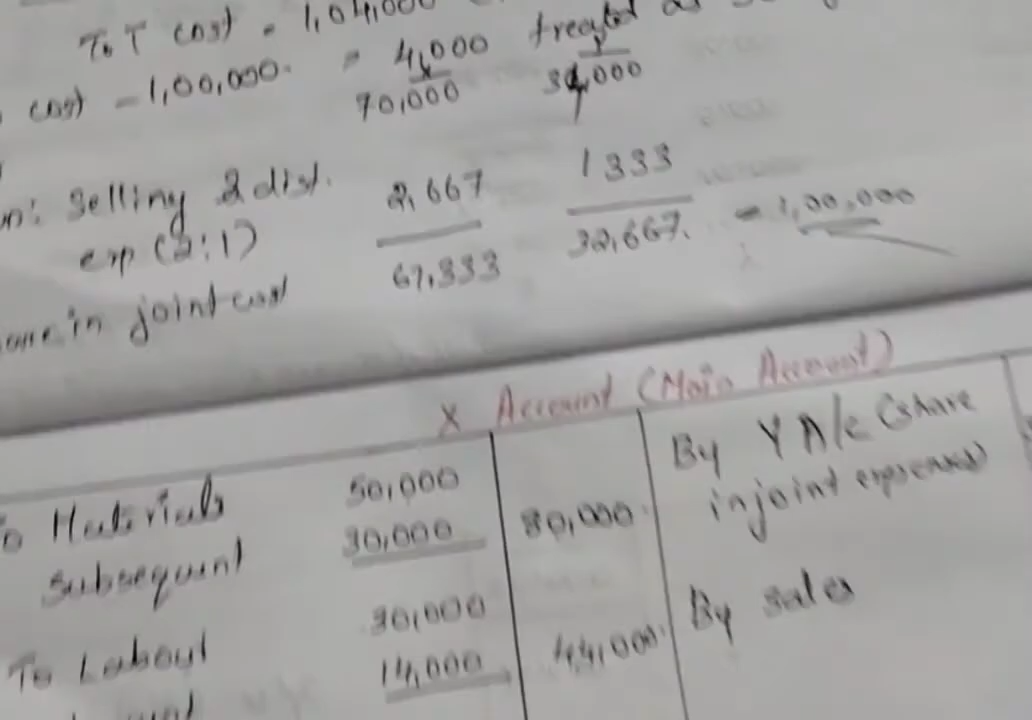 To T cost = 1,04,000
cost - 1,00,000. = 4,000 treated as
70,000 34,000
selling & dist. 2,667 1333
exp (2:1)
67,333 32,667. = 1,00,000
in joint cost
X Account (Main Account)
To Materials 50,000 By Y A/c (share
subsequent 30,000 80,000. in joint expenses)
30,000 By sales
To Labour 14,000 44,000.